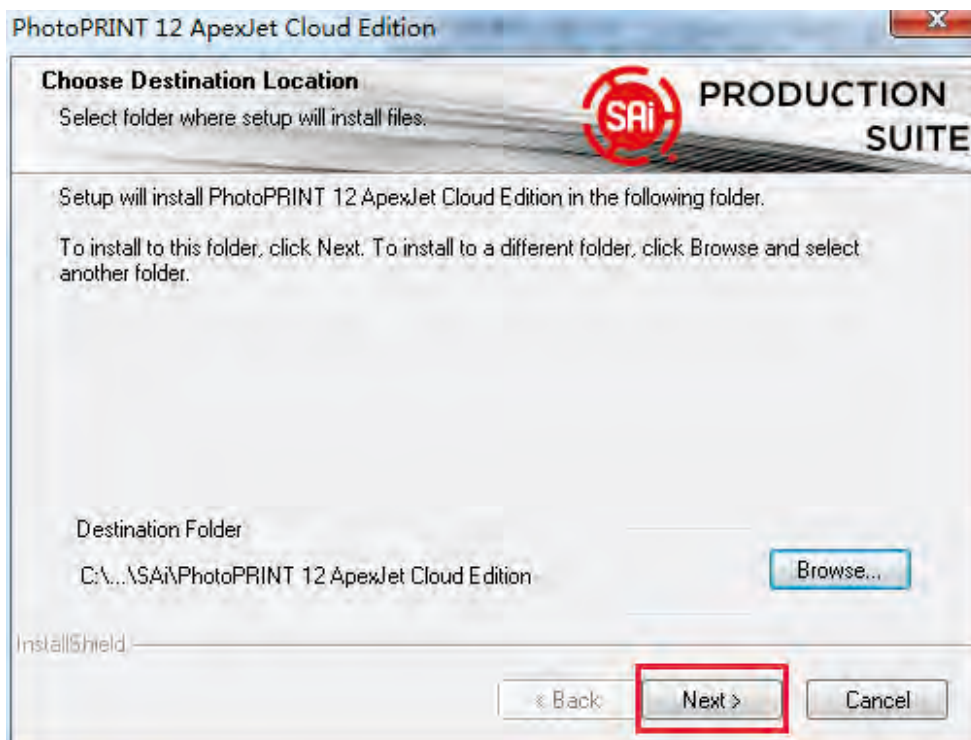 PhotoPRINT 12 ApexJet Cloud Edition
Choose Destination Location
Select folder where setup will install files.
SAi
PRODUCTION
SUITE
Setup will install PhotoPRINT 12 ApexJet Cloud Edition in the following folder.
To install to this folder, click Next. To install to a different folder, click Browse and select
another folder.
Destination Folder
C:\...\SAi\PhotoPRINT 12 ApexJet Cloud Edition
Browse...
InstallShield
< Back
Next >
Cancel